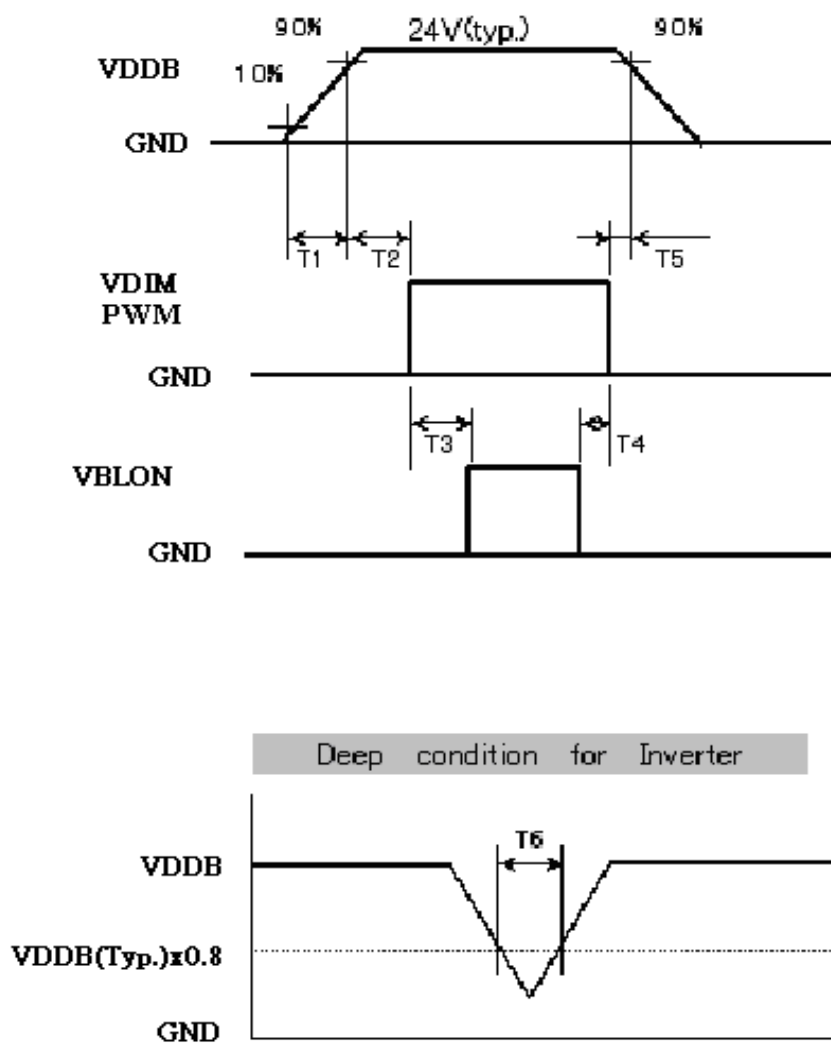 90% 24V(typ.) 90%
VDDB
10%
GND
T1 T2 T5
VDIM
PWM
GND
T3 T4
VBLON
GND
Deep condition for Inverter
T6
VDDB
VDDB(Typ.)x0.8
GND